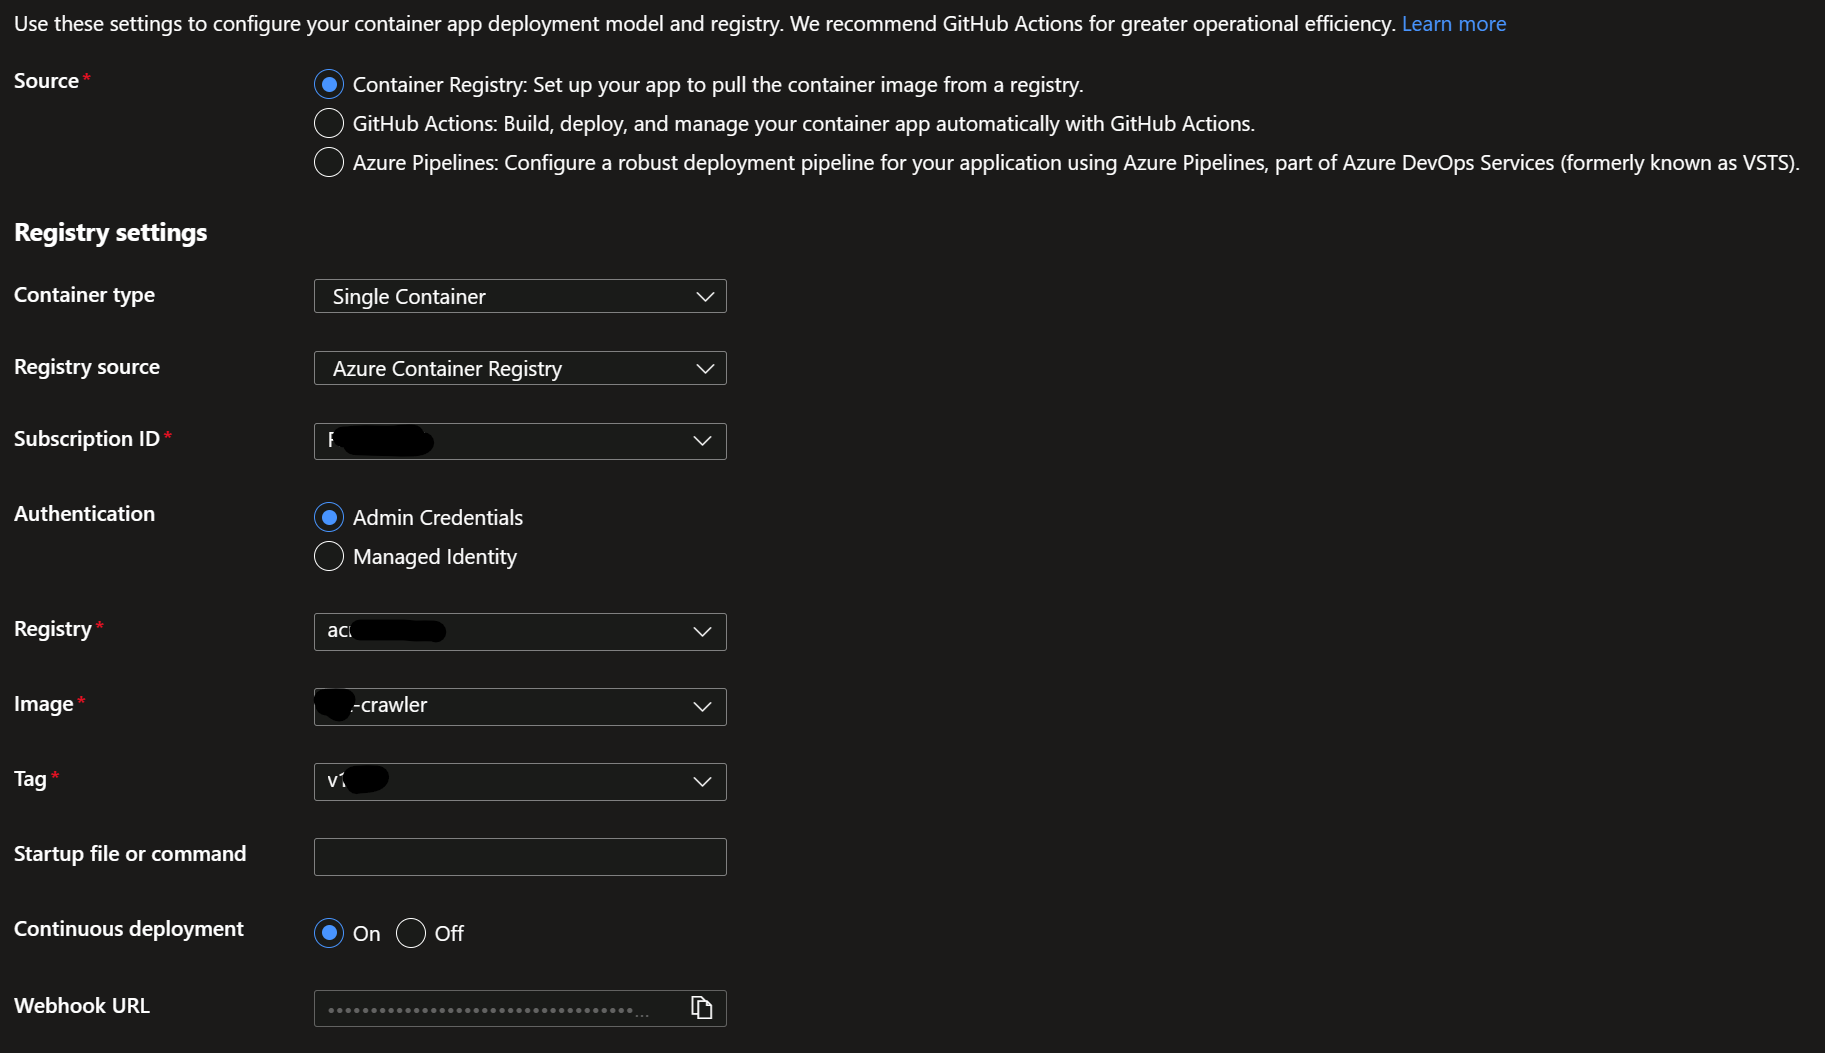 Use these settings to configure your container app deployment model and registry. We recommend GitHub Actions for greater operational efficiency. Learn more
Source*
Container Registry: Set up your app to pull the container image from a registry.
GitHub Actions: Build, deploy, and manage your container app automatically with GitHub Actions.
Azure Pipelines: Configure a robust deployment pipeline for your application using Azure Pipelines, part of Azure DevOps Services (formerly known as VSTS).
Registry settings
Container type
Single Container
Registry source
Azure Container Registry
Subscription ID*
Authentication
Admin Credentials
Managed Identity
Registry*
Image*
-crawler
Tag*
Startup file or command
Continuous deployment
On
Off
Webhook URL